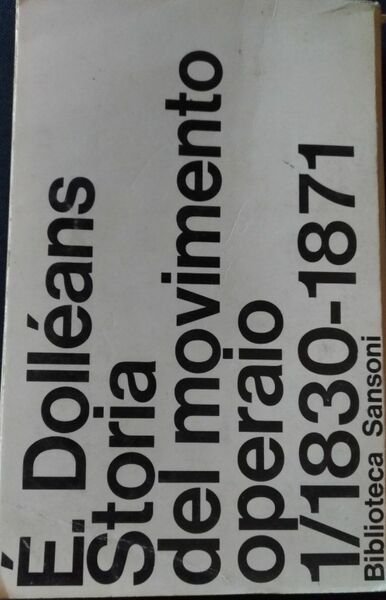 É. Dolléans
Storia
del movimento
operaio
1/1830-1871
Biblioteca Sansoni